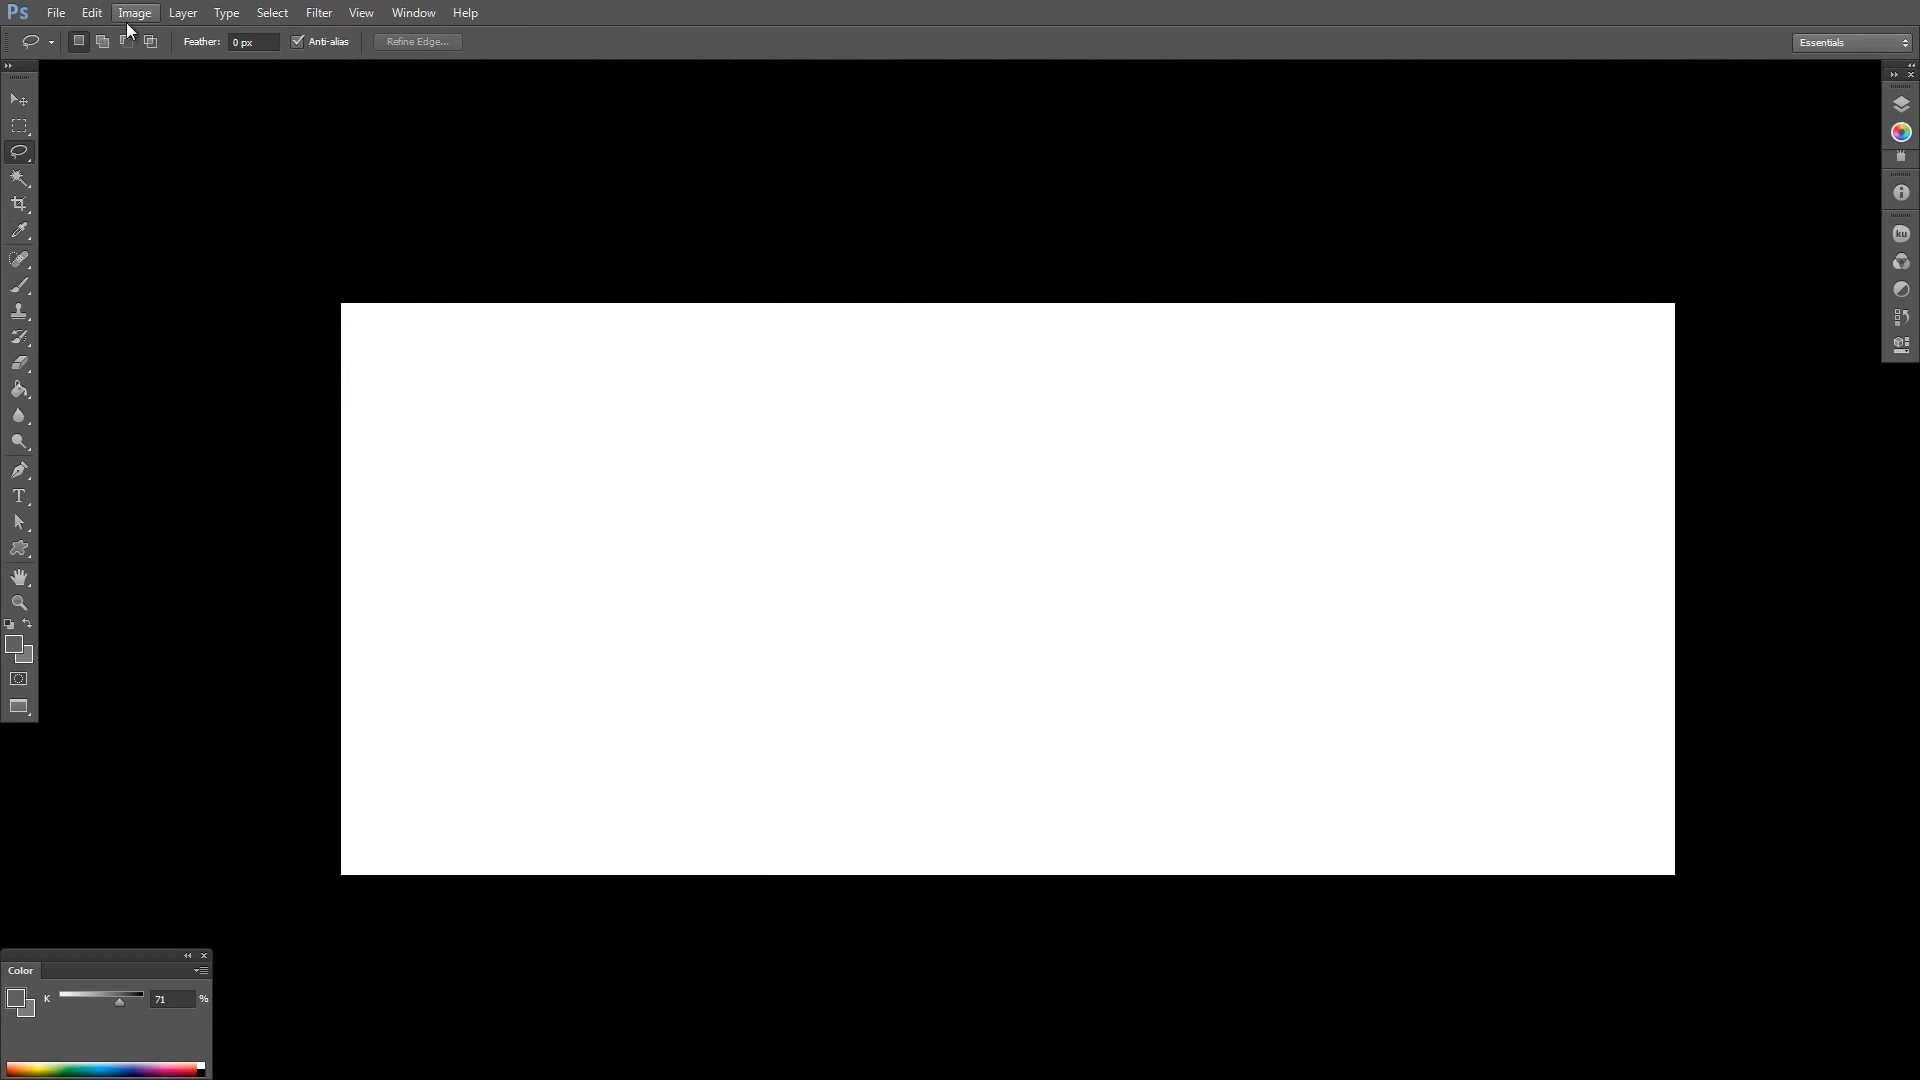 Ps File Edit Image Layer Type Select Filter View Window Help
Feather: 0 px Anti-alias Refine Edge... Essentials
T
ku
Color
K 71 %